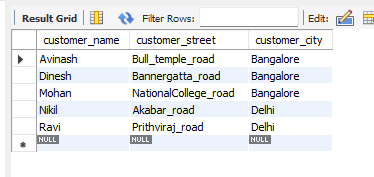 Result Grid Filter Rows: Edit:
customer_name customer_street customer_city
Avinash Bull_temple_road Bangalore
Dinesh Bannergatta_road Bangalore
Mohan NationalCollege_road Bangalore
Nikil Akabar_road Delhi
Ravi Prithviraj_road Delhi
NULL NULL NULL